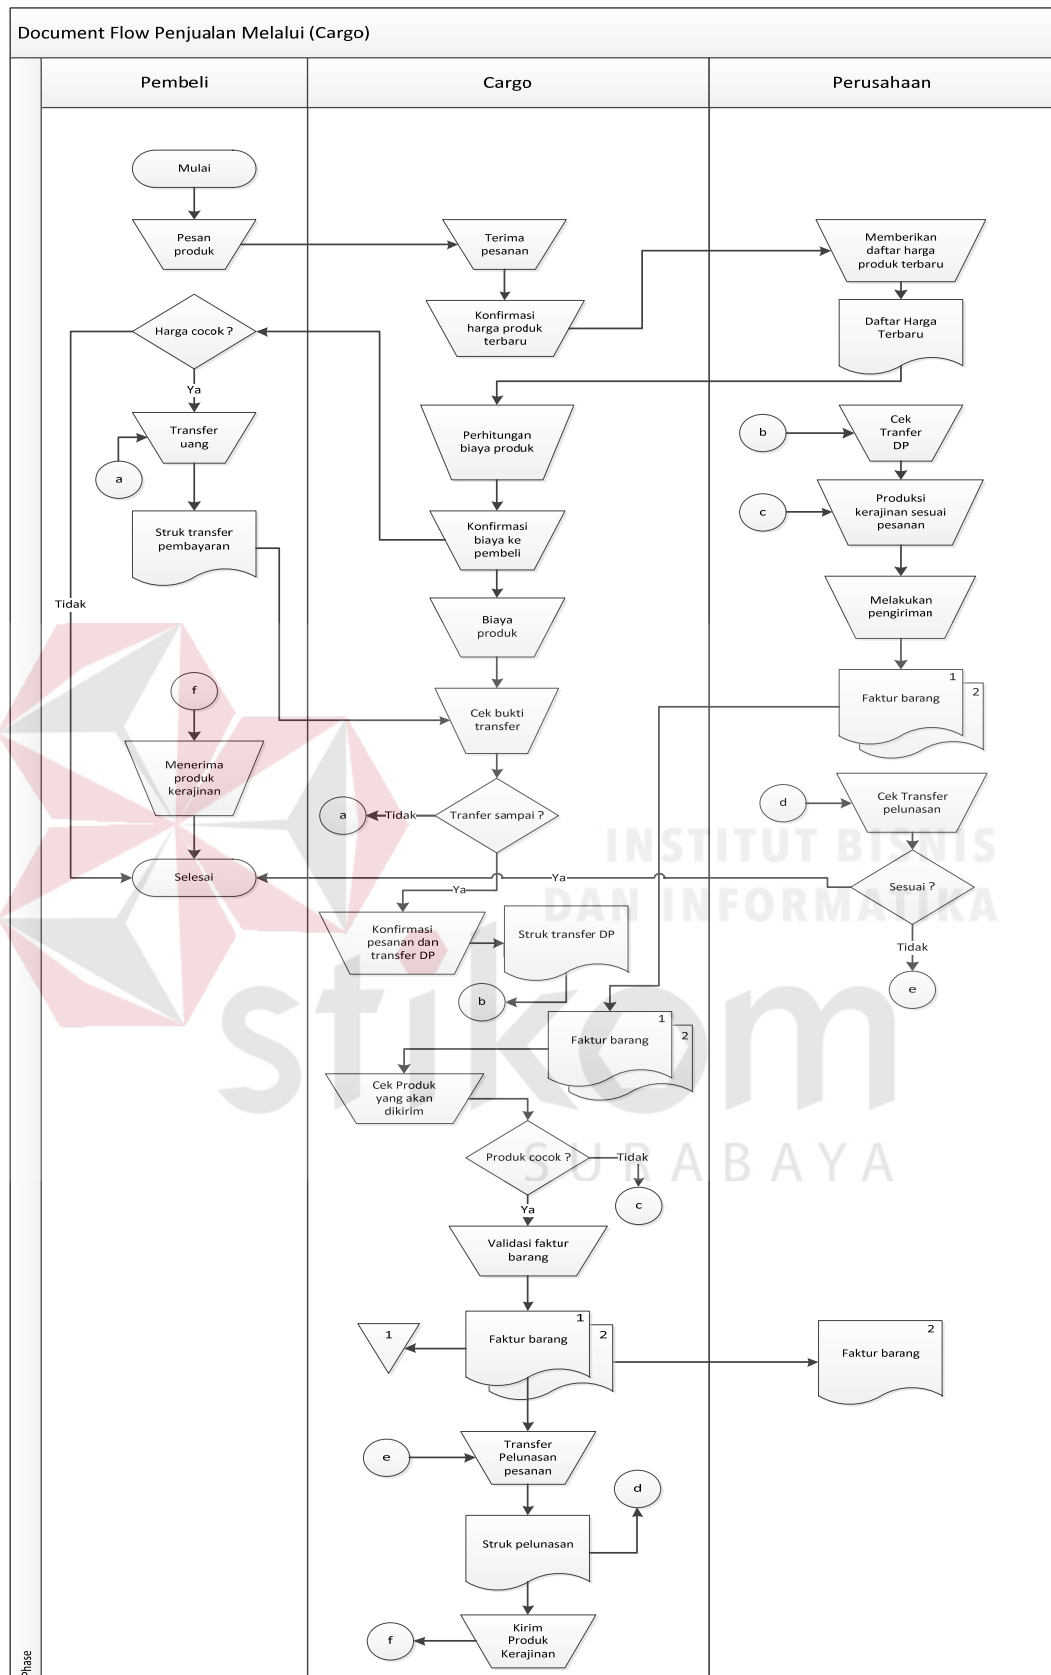 Document Flow Penjualan Melalui (Cargo)
Pembeli
Cargo
Perusahaan
Mulai
Pesan
produk
Terima
pesanan
Memberikan
daftar harga
produk terbaru
Konfirmasi
harga produk
terbaru
Daftar Harga
Terbaru
Harga cocok ?
Ya
Transfer
uang
a
Perhitungan
biaya produk
b
Cek
Tranfer
DP
c
Produksi
kerajinan sesuai
pesanan
Struk transfer
pembayaran
Konfirmasi
biaya ke
pembeli
Tidak
Biaya
produk
Melakukan
pengiriman
f
Cek bukti
transfer
1
2
Faktur barang
Menerima
produk
kerajinan
a
Tidak
Tranfer sampai ?
d
Cek Transfer
pelunasan
INSTITUT BISNIS
DAN INFORMATIKA
Selesai
Ya
Ya
Sesuai ?
Konfirmasi
pesanan dan
transfer DP
Struk transfer DP
Tidak
e
b
stikom
SURABAYA
1
2
Faktur barang
Cek Produk
yang akan
dikirim
Produk cocok ?
Tidak
c
Ya
Validasi faktur
barang
1
1
2
Faktur barang
2
Faktur barang
e
Transfer
Pelunasan
pesanan
d
Struk pelunasan
f
Kirim
Produk
Kerajinan
Phase